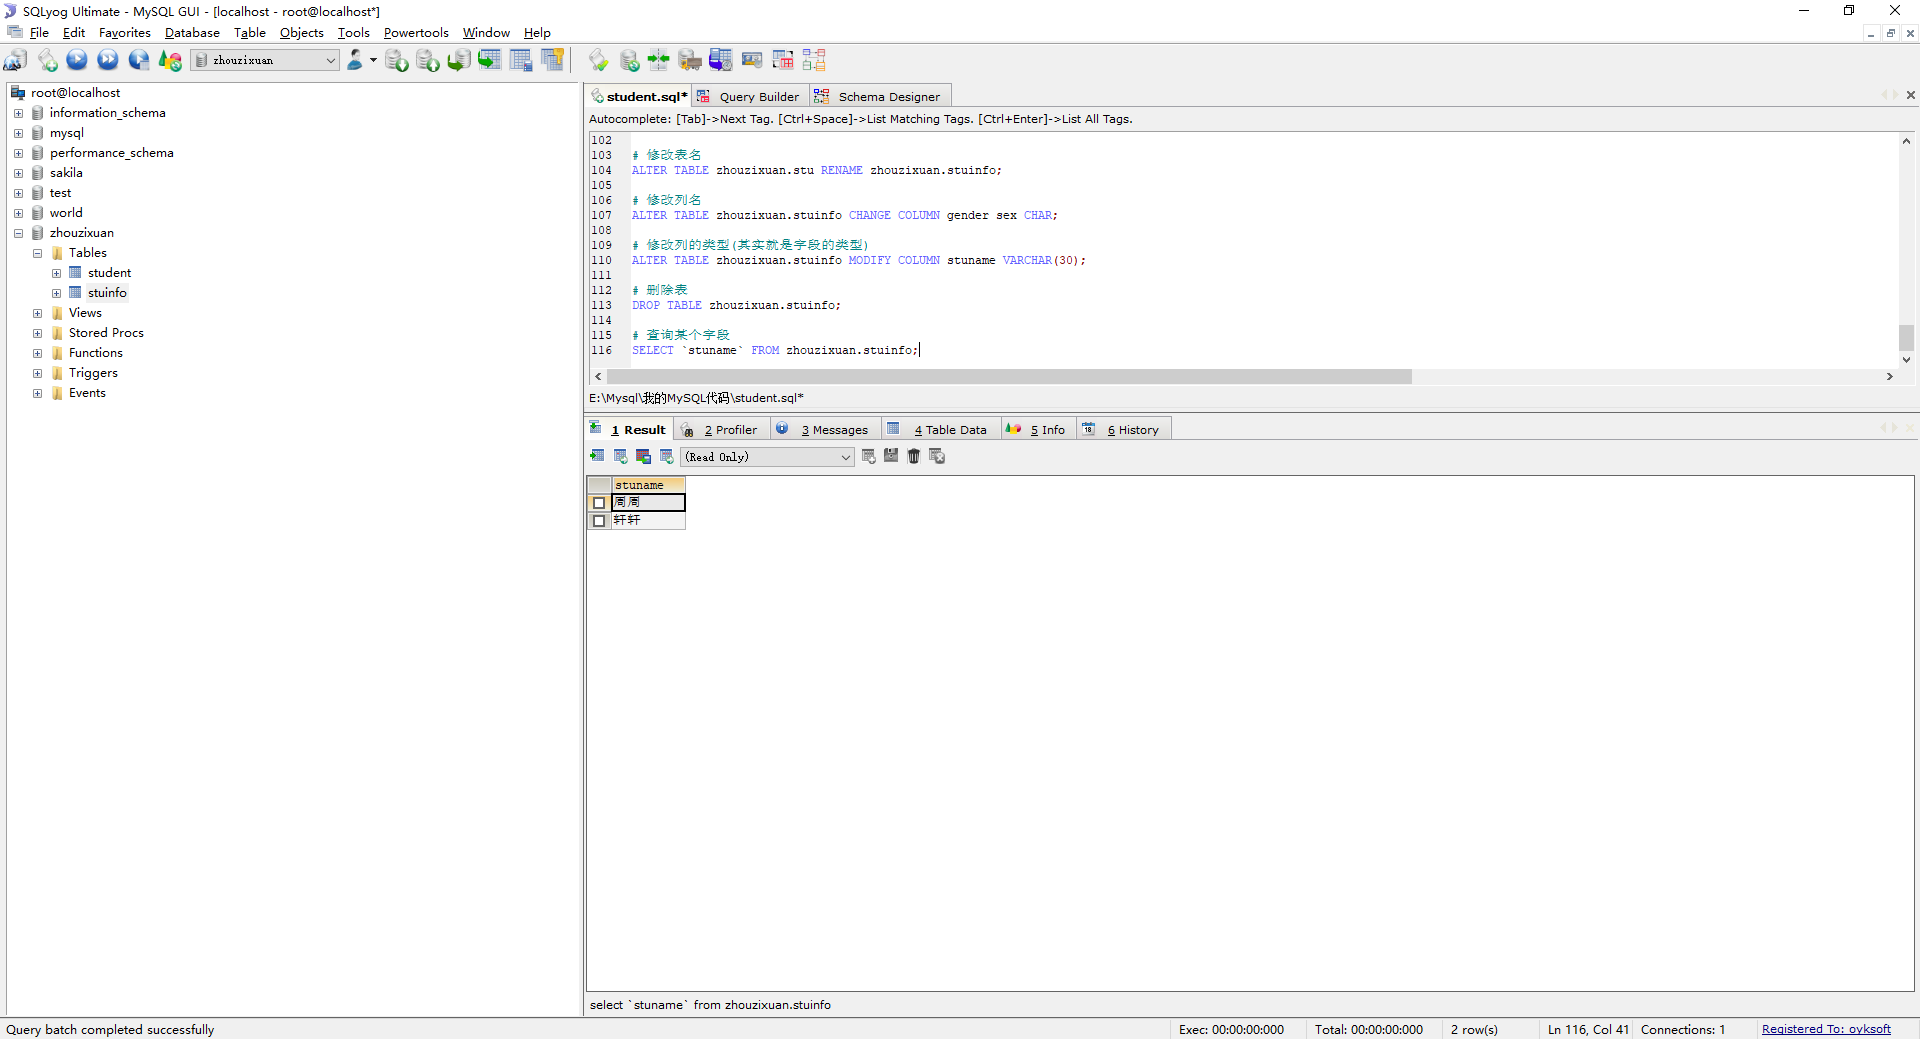 SQLyog Ultimate - MySQL GUI - [localhost - root@localhost*]
File Edit Favorites Database Table Objects Tools Powertools Window Help
zhouzixuan
root@localhost
information_schema
mysql
performance_schema
sakila
test
world
zhouzixuan
Tables
student
stuinfo
Views
Stored Procs
Functions
Triggers
Events
student.sql* Query Builder Schema Designer
Autocomplete: [Tab]->Next Tag. [Ctrl+Space]->List Matching Tags. [Ctrl+Enter]->List All Tags.
102
103 # 修改表名
104 ALTER TABLE zhouzixuan.stu RENAME zhouzixuan.stuinfo;
105
106 # 修改列名
107 ALTER TABLE zhouzixuan.stuinfo CHANGE COLUMN gender sex CHAR;
108
109 # 修改列的类型(其实就是字段的类型)
110 ALTER TABLE zhouzixuan.stuinfo MODIFY COLUMN stuname VARCHAR(30);
111
112 # 删除表
113 DROP TABLE zhouzixuan.stuinfo;
114
115 # 查询某个字段
116 SELECT `stuname` FROM zhouzixuan.stuinfo;
E:\Mysql\我的MySQL代码\student.sql*
1 Result 2 Profiler 3 Messages 4 Table Data 5 Info 18 6 History
(Read Only)
stuname
周周
轩轩
select `stuname` from zhouzixuan.stuinfo
Query batch completed successfully Exec: 00:00:00:000 Total: 00:00:00:000 2 row(s) Ln 116, Col 41 Connections: 1 Registered To: ovksoft